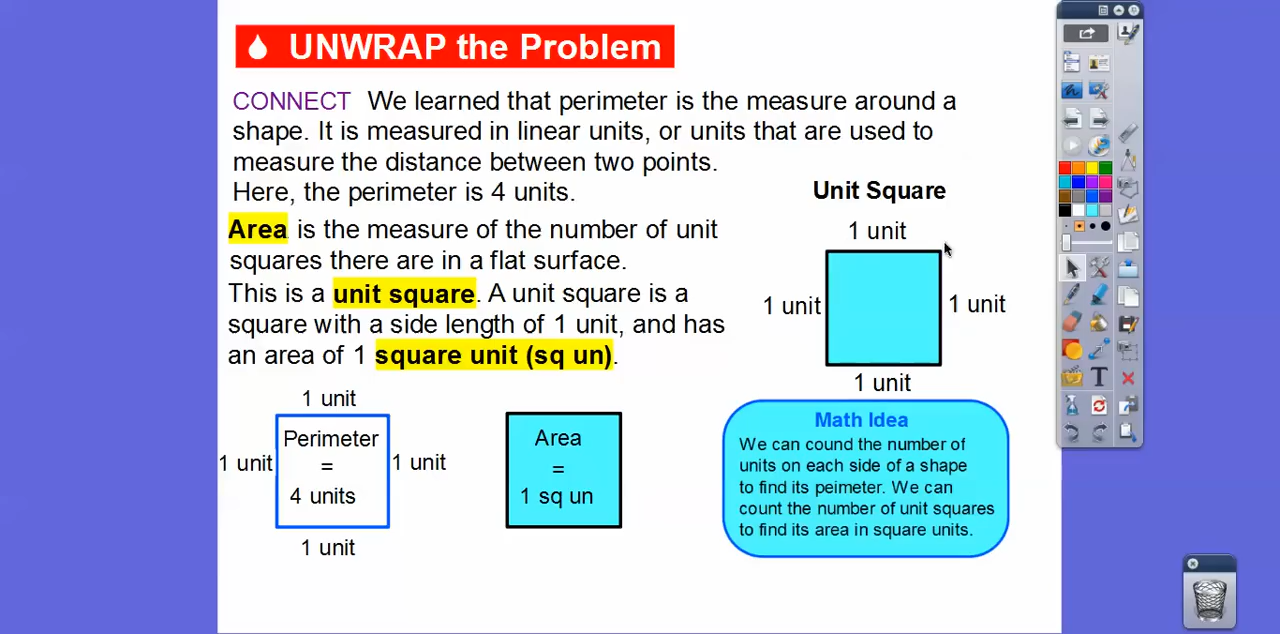 UNWRAP the Problem
CONNECT We learned that perimeter is the measure around a
shape. It is measured in linear units, or units that are used to
measure the distance between two points.
Here, the perimeter is 4 units.
Area is the measure of the number of unit
squares there are in a flat surface.
This is a unit square. A unit square is a
square with a side length of 1 unit, and has
an area of 1 square unit (sq un).
Unit Square
1 unit
1 unit
1 unit
1 unit
1 unit
Perimeter
=
4 units
1 unit
1 unit
1 unit
Area
=
1 sq un
Math Idea
We can cound the number of
units on each side of a shape
to find its peimeter. We can
count the number of unit squares
to find its area in square units.
T